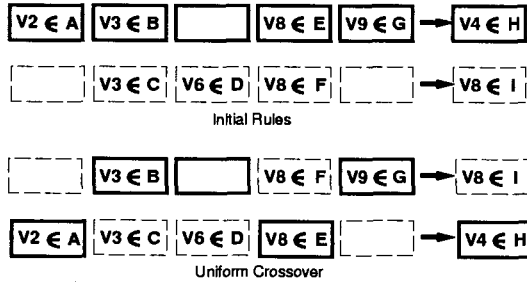 V2 ∈ A V3 ∈ B V8 ∈ E V9 ∈ G V4 ∈ H
V3 ∈ C V6 ∈ D V8 ∈ F V8 ∈ I
Initial Rules
V3 ∈ B V8 ∈ F V9 ∈ G V8 ∈ I
V2 ∈ A V3 ∈ C V6 ∈ D V8 ∈ E V4 ∈ H
Uniform Crossover